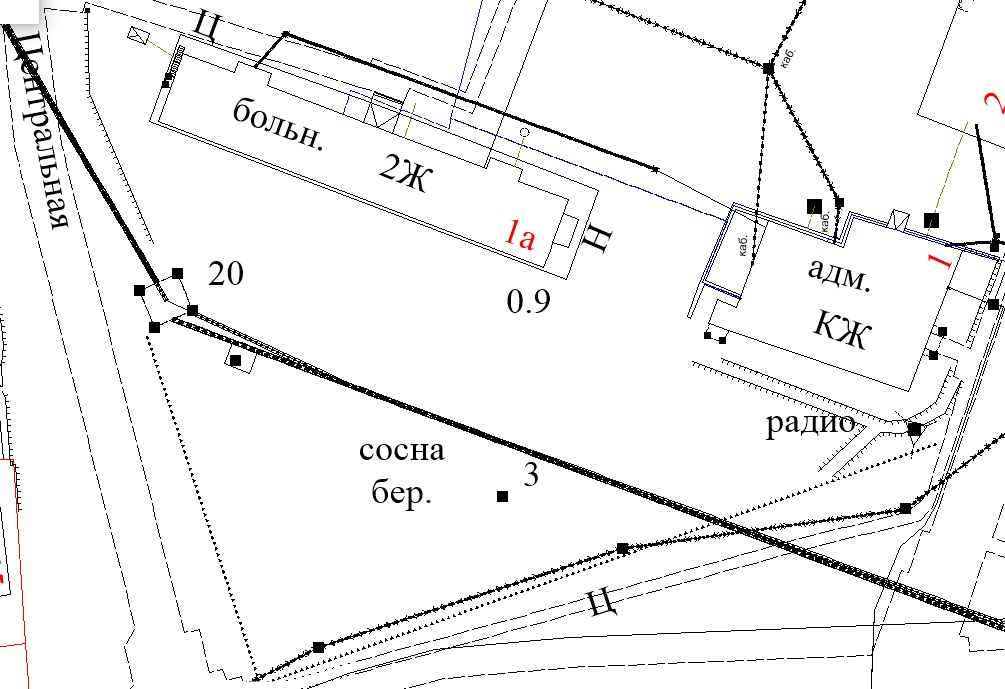 Ц
каб.
2
Центральная
больн.
2Ж
1а
Н
каб.
каб.
адм.
1
КЖ
20
0.9
радио
сосна
бер.
3
Ц